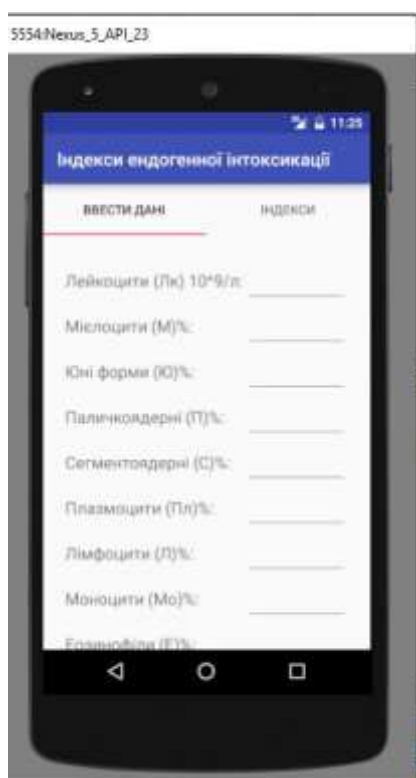 5554:Nexus_5_API_23
11:25
Індекси ендогенної інтоксикації
ВВЕСТИ ДАНІ ІНДЕКСИ
Лейкоцити (Лк) 10^9/л:
Мієлоцити (М)%:
Юні форми (Ю)%:
Паличкоядерні (П)%:
Сегментоядерні (С)%:
Плазмоцити (Пл)%:
Лімфоцити (Л)%:
Моноцити (Мо)%:
Еозинофіли (Е)%: